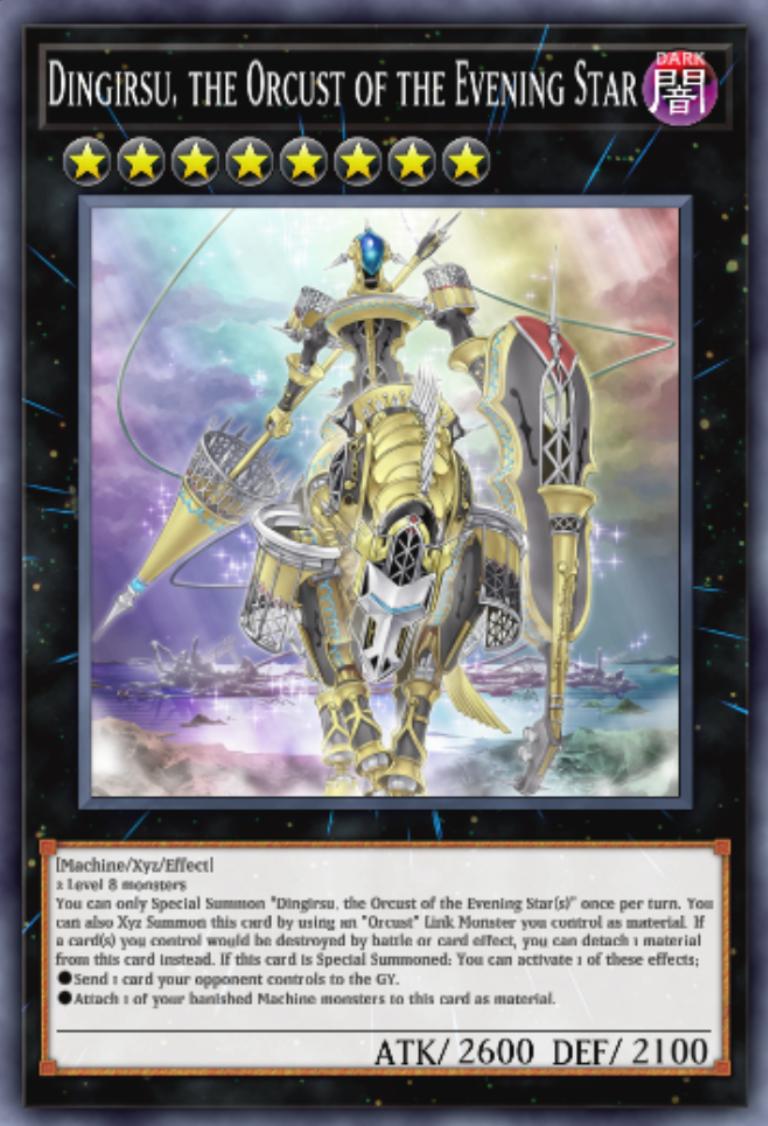 DINGIRSU, THE ORCUST OF THE EVENING STAR
DARK
闇
[Machine/Xyz/Effect]
2 Level 8 monsters
You can only Special Summon "Dingirsu, the Orcust of the Evening Star(s)" once per turn. You
can also Xyz Summon this card by using an "Orcust" Link Monster you control as material. If
a card(s) you control would be destroyed by battle or card effect, you can detach 1 material
from this card instead. If this card is Special Summoned: You can activate 1 of these effects;
●Send 1 card your opponent controls to the GY.
●Attach 1 of your banished Machine monsters to this card as material.
ATK/ 2600 DEF/ 2100